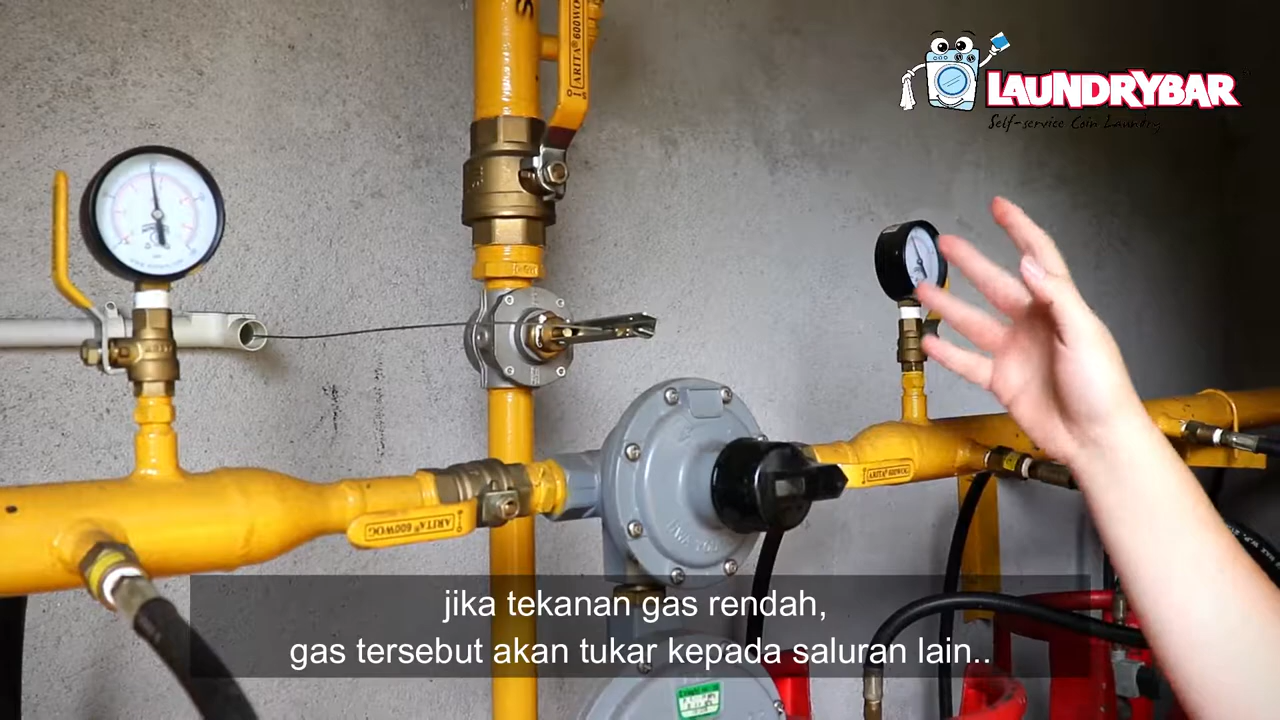 ARITA® 600WOG
LAUNDRYBAR
Self-service Coin Laundry
ARITA® 600WOG
ARITA 600WOG
jika tekanan gas rendah,
gas tersebut akan tukar kepada saluran lain..